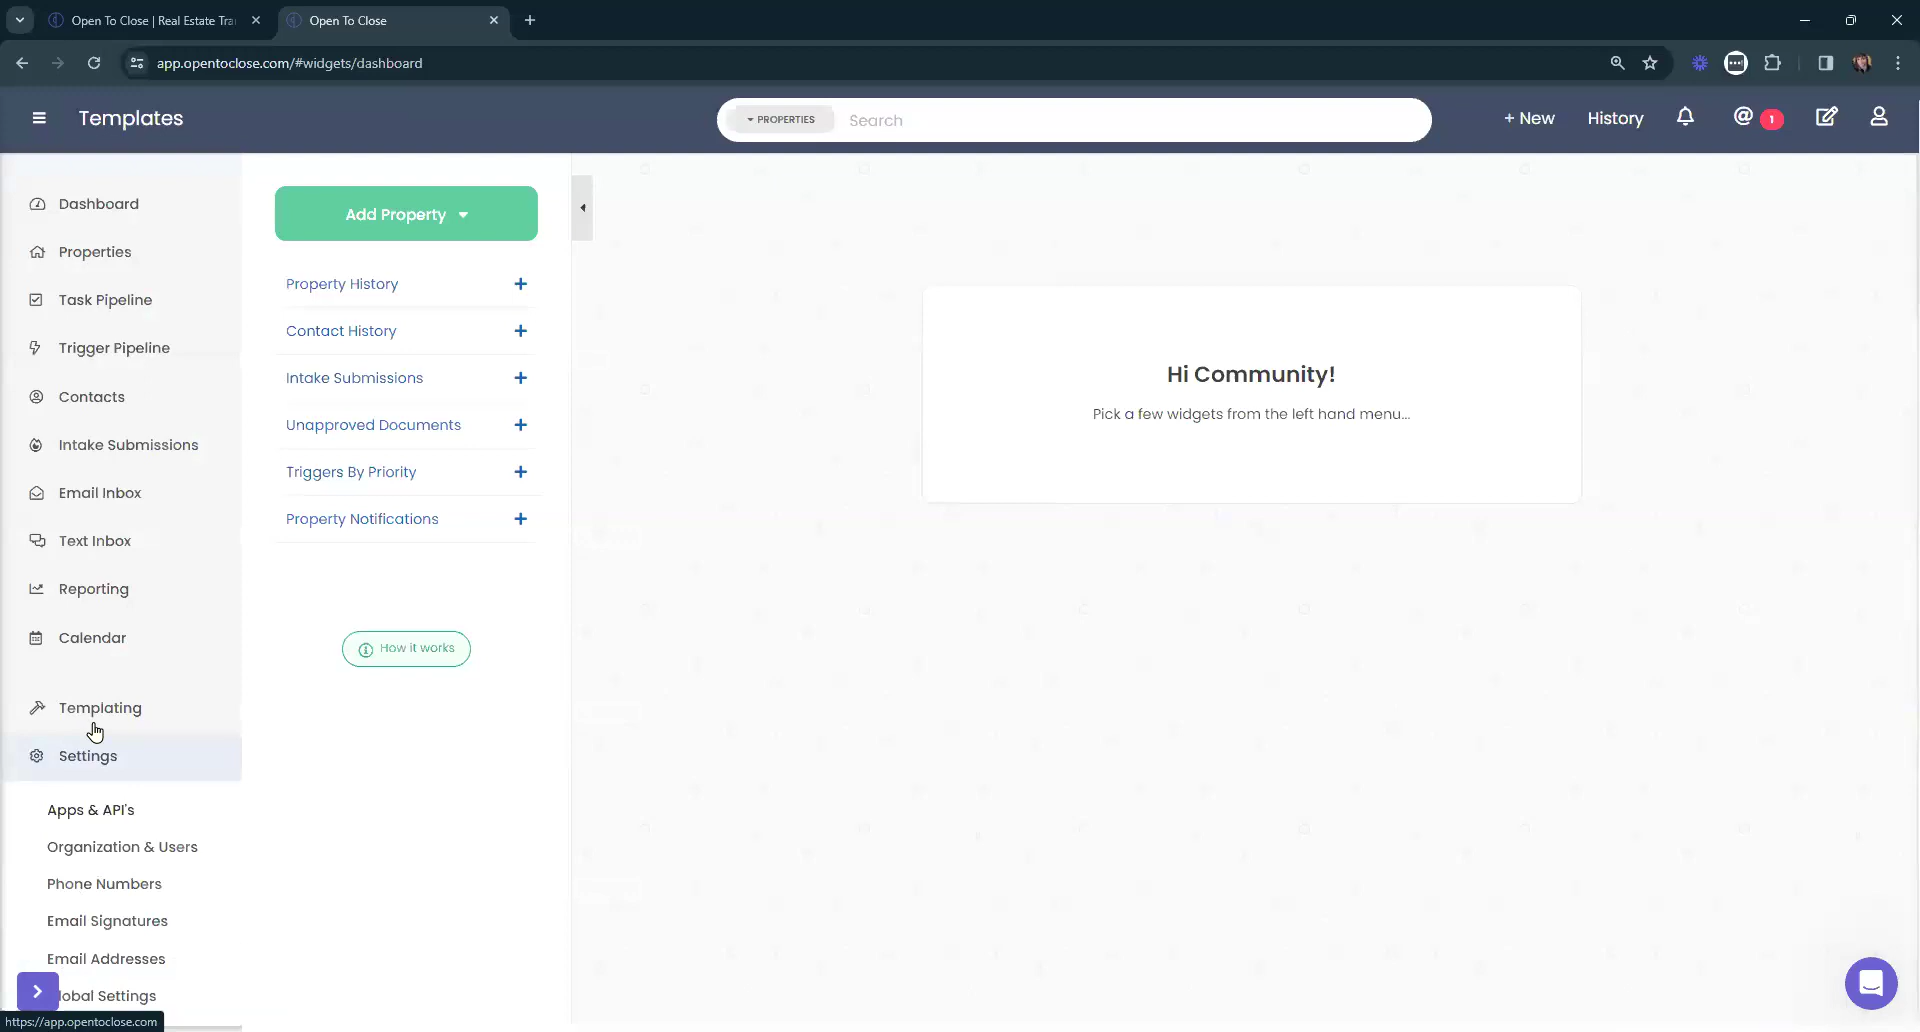 Open To Close | Real Estate Tra
Open To Close
app.opentoclose.com/#widgets/dashboard
Templates
PROPERTIES
Search
+ New
History
@ 1
Dashboard
Properties
Task Pipeline
Trigger Pipeline
Contacts
Intake Submissions
Email Inbox
Text Inbox
Reporting
Calendar
Templating
Settings
Apps & API's
Organization & Users
Phone Numbers
Email Signatures
Email Addresses
lobal Settings
https://app.opentoclose.com
Add Property
Property History
Contact History
Intake Submissions
Unapproved Documents
Triggers By Priority
Property Notifications
How it works
Hi Community!
Pick a few widgets from the left hand menu...